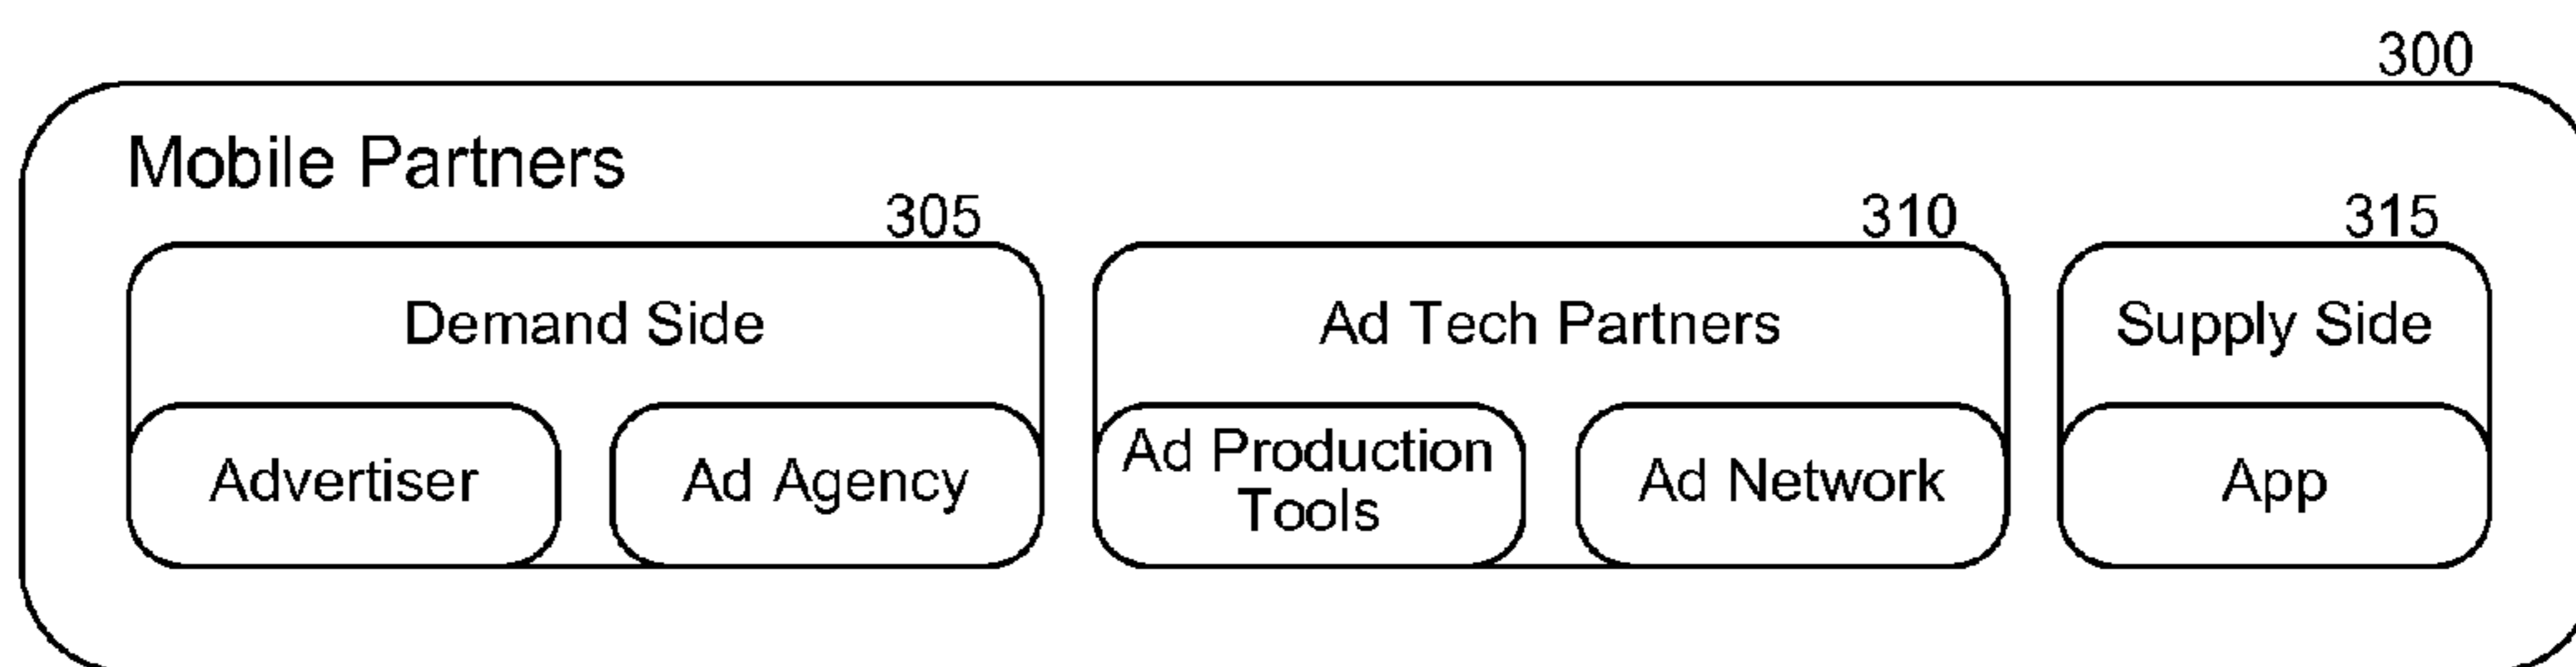 300
Mobile Partners
305
310
315
Demand Side
Ad Tech Partners
Supply Side
Advertiser
Ad Agency
Ad Production
Tools
Ad Network
App